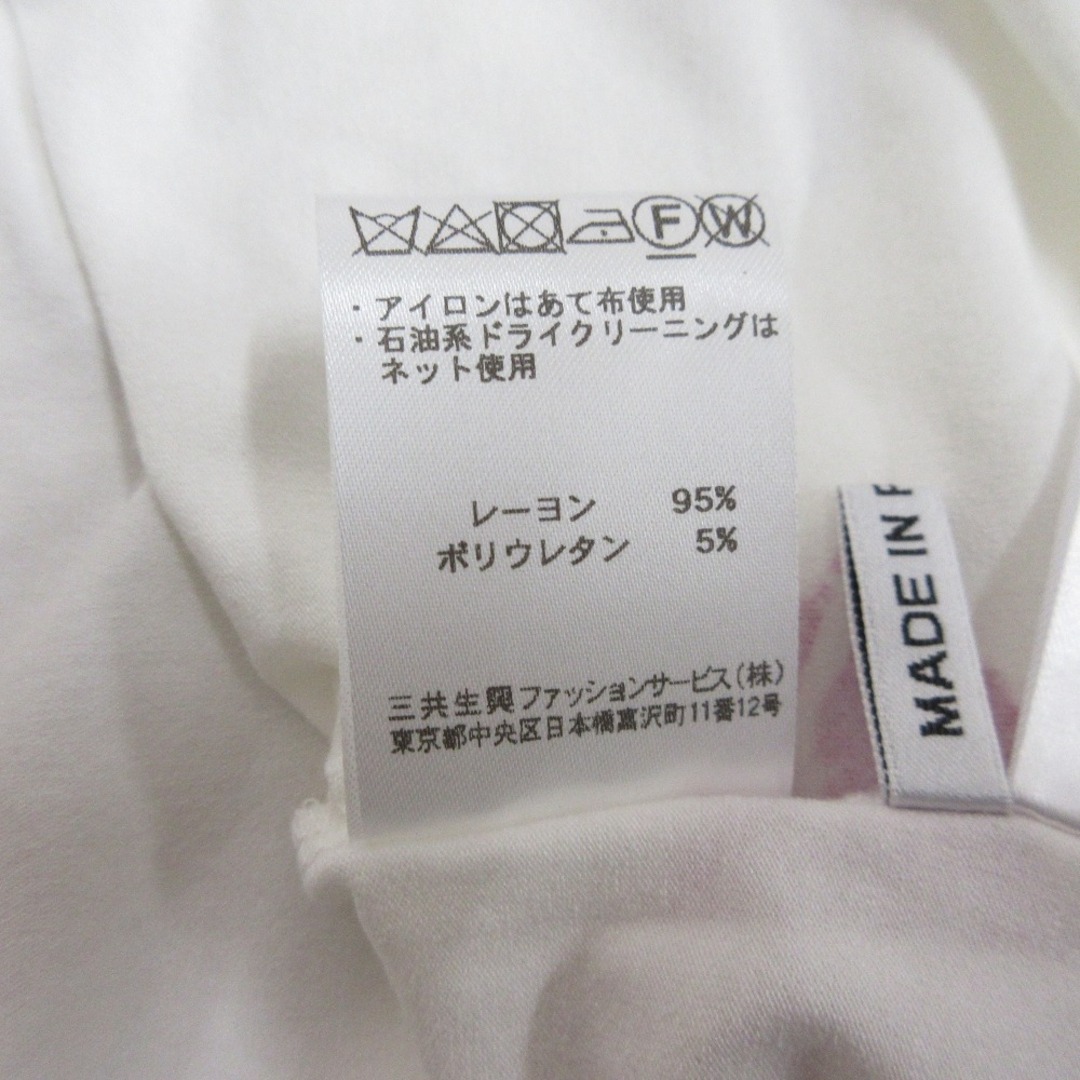 F W
・アイロンはあて布使用
・石油系ドライクリーニングは
ネット使用
レーヨン 95%
ポリウレタン 5%
三共生興ファッションサービス(株)
東京都中央区日本橋富沢町11番12号
MADE IN F